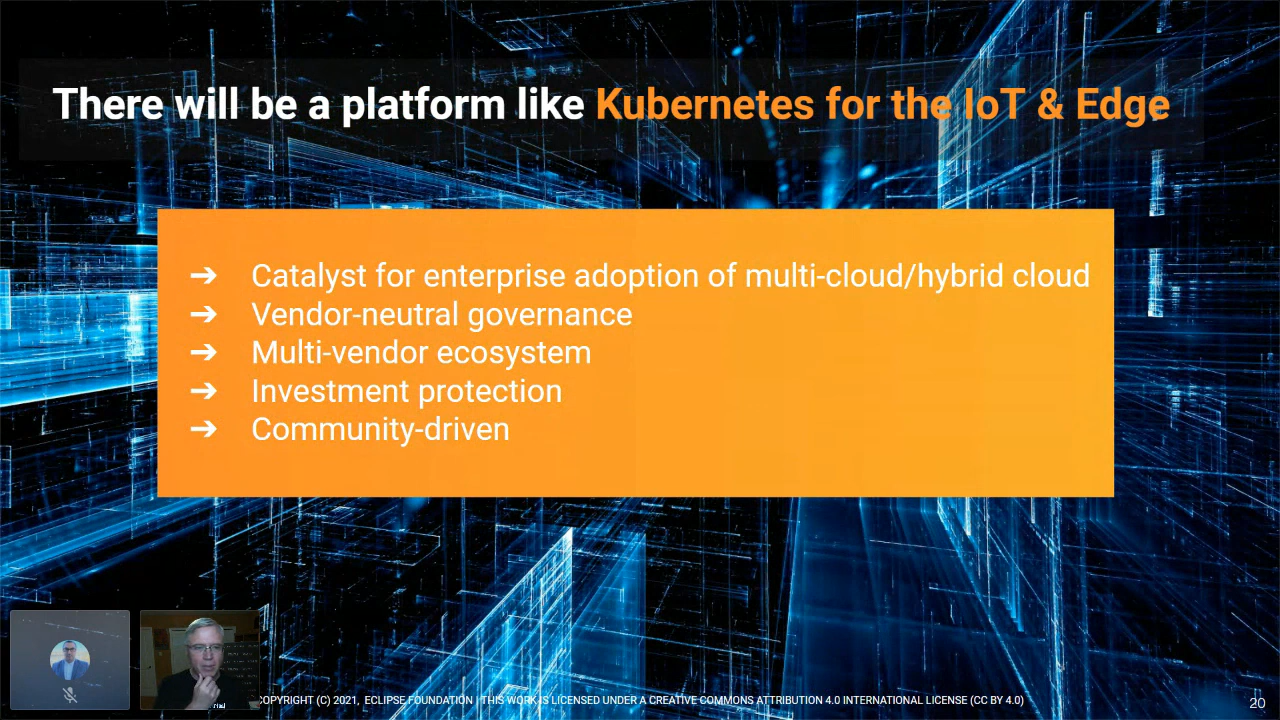 There will be a platform like Kubernetes for the IoT & Edge
➔ Catalyst for enterprise adoption of multi-cloud/hybrid cloud
➔ Vendor-neutral governance
➔ Multi-vendor ecosystem
➔ Investment protection
➔ Community-driven
COPYRIGHT (C) 2021, ECLIPSE FOUNDATION | THIS WORK IS LICENSED UNDER A CREATIVE COMMONS ATTRIBUTION 4.0 INTERNATIONAL LICENSE (CC BY 4.0)
20